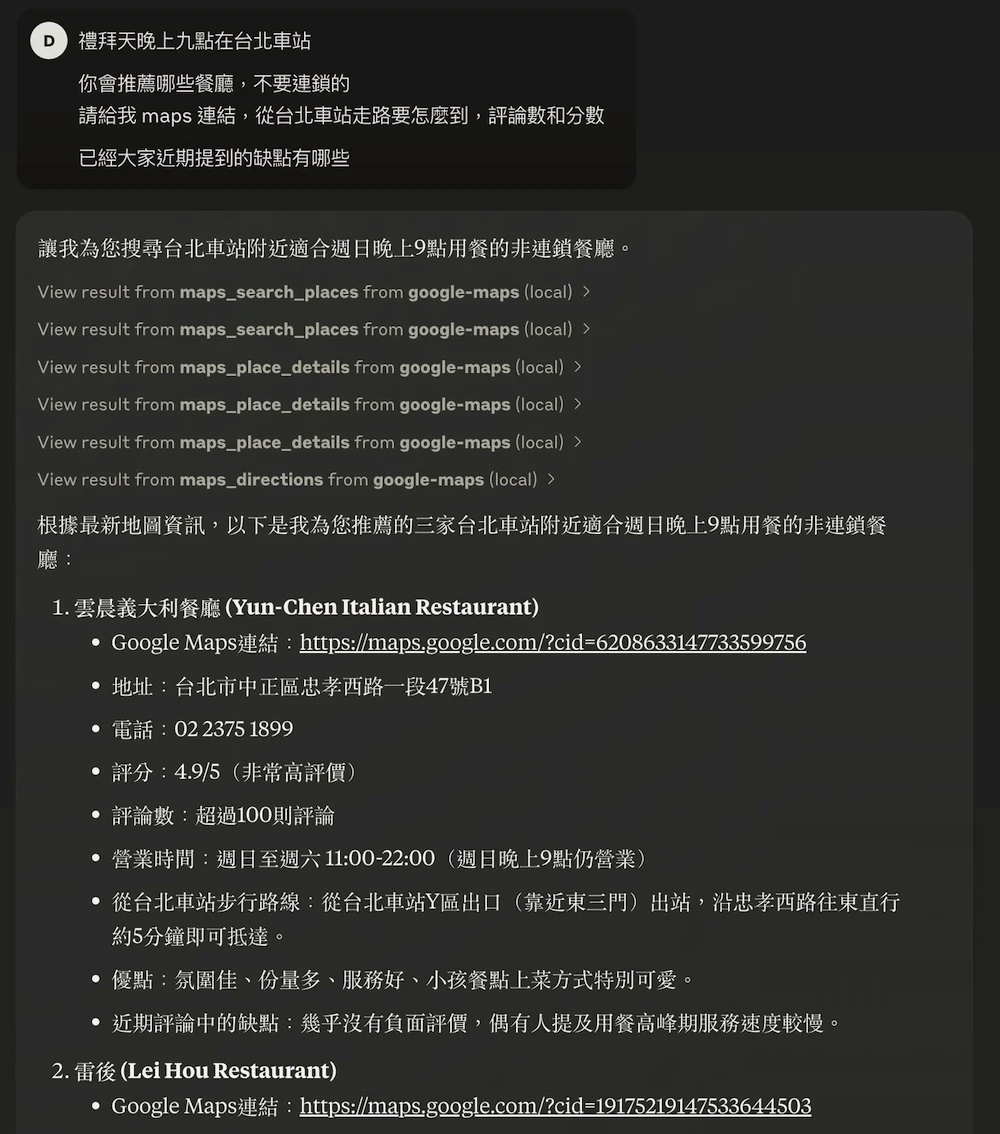 D
禮拜天晚上九點在台北車站
你會推薦哪些餐廳，不要連鎖的
請給我 maps 連結，從台北車站走路要怎麼到，評論數和分數
已經大家近期提到的缺點有哪些
讓我為您搜尋台北車站附近適合週日晚上9點用餐的非連鎖餐廳。
View result from maps_search_places from google-maps (local) >
View result from maps_search_places from google-maps (local) >
View result from maps_place_details from google-maps (local) >
View result from maps_place_details from google-maps (local) >
View result from maps_place_details from google-maps (local) >
View result from maps_directions from google-maps (local) >
根據最新地圖資訊，以下是我為您推薦的三家台北車站附近適合週日晚上9點用餐的非連鎖餐
廳：
1. 雲晨義大利餐廳 (Yun-Chen Italian Restaurant)
• Google Maps連結：https://maps.google.com/?cid=6208633147733599756
• 地址：台北市中正區忠孝西路一段47號B1
• 電話：02 2375 1899
• 評分：4.9/5（非常高評價）
• 評論數：超過100則評論
• 營業時間：週日至週六 11:00-22:00（週日晚上9點仍營業）
• 從台北車站步行路線：從台北車站Y區出口（靠近東三門）出站，沿忠孝西路往東直行
約5分鐘即可抵達。
• 優點：氛圍佳、份量多、服務好、小孩餐點上菜方式特別可愛。
• 近期評論中的缺點：幾乎沒有負面評價，偶有人提及用餐高峰期服務速度較慢。
2. 雷後 (Lei Hou Restaurant)
• Google Maps連結：https://maps.google.com/?cid=19175219147533644503